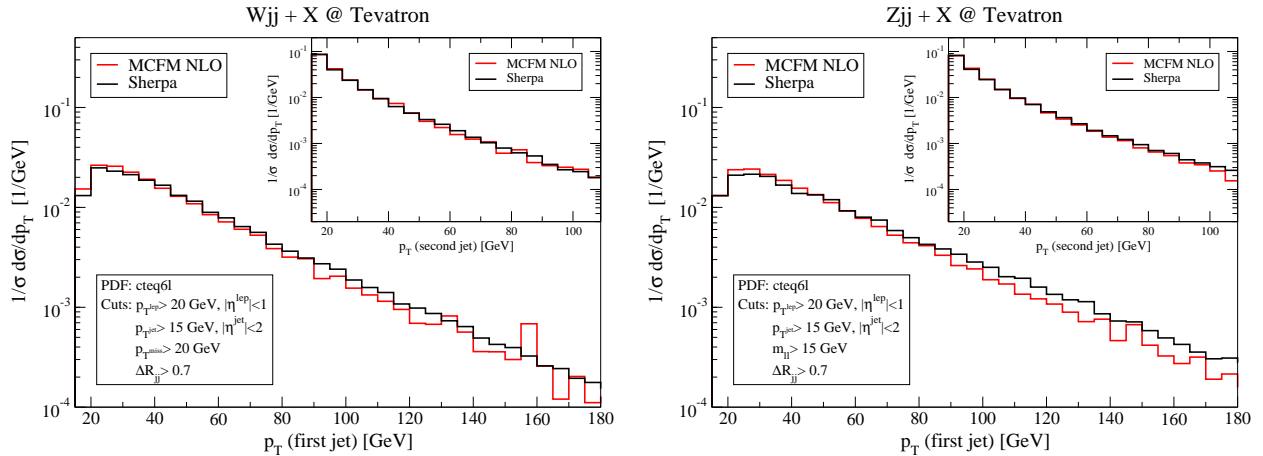 Wjj + X @ Tevatron
MCFM NLO
Sherpa
10^-1
10^-2
10^-3
10^-4
1/σ dσ/dp_T [1/GeV]
20 40 60 80 100 120 140 160 180
p_T (first jet) [GeV]
PDF: cteq6l
Cuts: p_T^lep > 20 GeV, |η^lep|<1
p_T^jet > 15 GeV, |η^jet|<2
p_T^miss > 20 GeV
ΔR_jj > 0.7
MCFM NLO
Sherpa
10^-1
10^-2
10^-3
10^-4
1/σ dσ/dp_T [1/GeV]
20 40 60 80 100
p_T (second jet) [GeV]
Zjj + X @ Tevatron
MCFM NLO
Sherpa
10^-1
10^-2
10^-3
10^-4
1/σ dσ/dp_T [1/GeV]
20 40 60 80 100 120 140 160 180
p_T (first jet) [GeV]
PDF: cteq6l
Cuts: p_T^lep > 20 GeV, |η^lep|<1
p_T^jet > 15 GeV, |η^jet|<2
m_ll > 15 GeV
ΔR_jj > 0.7
MCFM NLO
Sherpa
10^-1
10^-2
10^-3
10^-4
1/σ dσ/dp_T [1/GeV]
20 40 60 80 100
p_T (second jet) [GeV]